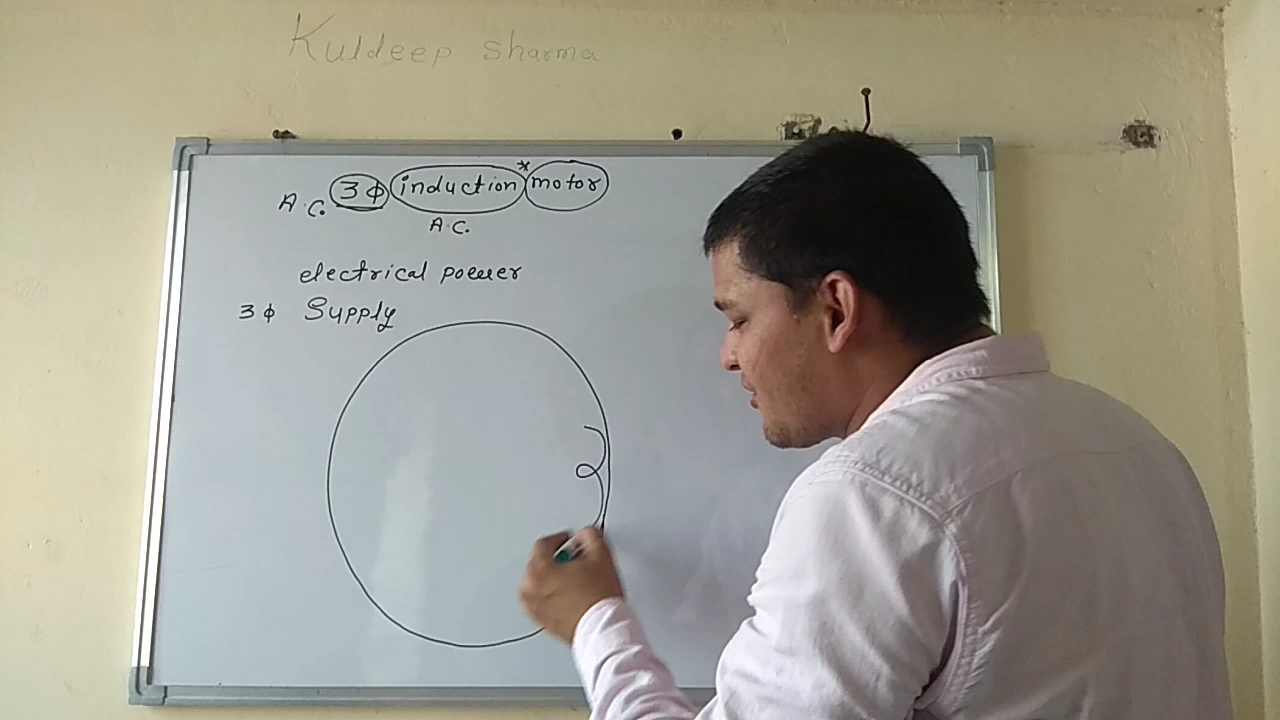 Kuldeep sharma
A.C. 3φ induction * motor
A.C.
electrical power
3φ Supply